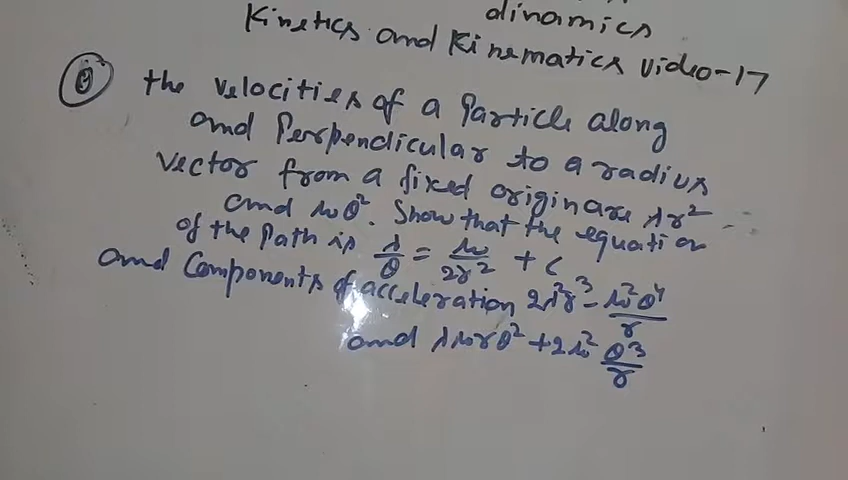 dinamics
Kinetics and Kinematics video-17
Q the velocities of a Particle along
and Perpendicular to a radius
vector from a fixed origin are λr²
and μθ². Show that the equation
of the Path is λ/θ = μ/2r² + c
and Components of acceleration 2λ²r³ - μ²θ⁴/r
and λμrθ² + 2μ² θ³/r